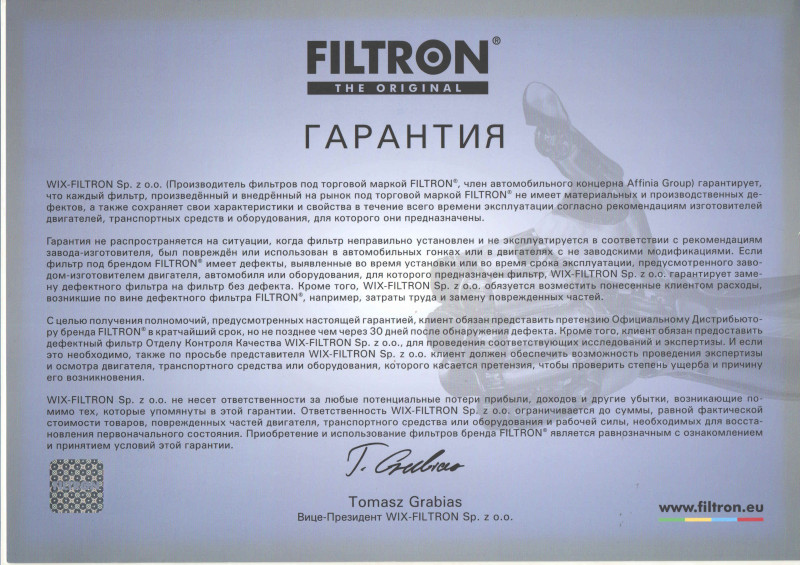 FILTRON®
THE ORIGINAL
ГАРАНТИЯ
WIX-FILTRON Sp. z o.o. (Производитель фильтров под торговой маркой FILTRON®, член автомобильного концерна Affinia Group) гарантирует,
что каждый фильтр, произведённый и внедрённый на рынок под торговой маркой FILTRON® не имеет материальных и производственных де-
фектов, а также сохраняет свои характеристики и свойства в течение всего времени эксплуатации согласно рекомендациям изготовителей
двигателей, транспортных средств и оборудования, для которого они предназначены.
Гарантия не распространяется на ситуации, когда фильтр неправильно установлен и не эксплуатируется в соответствии с рекомендациям
завода-изготовителя, был повреждён или использован в автомобильных гонках или в двигателях с не заводскими модификациями. Если
фильтр под брендом FILTRON® имеет дефекты, выявленные во время установки или во время срока эксплуатации, предусмотренного заво-
дом-изготовителем двигателя, автомобиля или оборудования, для которого предназначен фильтр, WIX-FILTRON Sp. z o.o. гарантирует заме-
ну дефектного фильтра на фильтр без дефекта. Кроме того, WIX-FILTRON Sp. z o.o. обязуется возместить понесенные клиентом расходы,
возникшие по вине дефектного фильтра FILTRON®, например, затраты труда и замену поврежденных частей.
С целью получения полномочий, предусмотренных настоящей гарантией, клиент обязан представить претензию Официальному Дистрибьюто-
ру бренда FILTRON® в кратчайший срок, но не позднее чем через 30 дней после обнаружения дефекта. Кроме того, клиент обязан предоставить
дефектный фильтр Отделу Контроля Качества WIX-FILTRON Sp. z o.o., для проведения соответствующих исследований и экспертизы. И если
это необходимо, также по просьбе представителя WIX-FILTRON Sp. z o.o. клиент должен обеспечить возможность проведения экспертизы
и осмотра двигателя, транспортного средства или оборудования, которого касается претензия, чтобы проверить степень ущерба и причину
его возникновения.
WIX-FILTRON Sp. z o.o. не несет ответственности за любые потенциальные потери прибыли, доходов и другие убытки, возникающие по-
мимо тех, которые упомянуты в этой гарантии. Ответственность WIX-FILTRON Sp. z o.o. ограничивается до суммы, равной фактической
стоимости товаров, поврежденных частей двигателя, транспортного средства или оборудования и рабочей силы, необходимых для восста-
новления первоначального состояния. Приобретение и использование фильтров бренда FILTRON® является равнозначным с ознакомлением
и принятием условий этой гарантии.
T. Grabias
Tomasz Grabias
Вице-Президент WIX-FILTRON Sp. z o.o.
www.filtron.eu